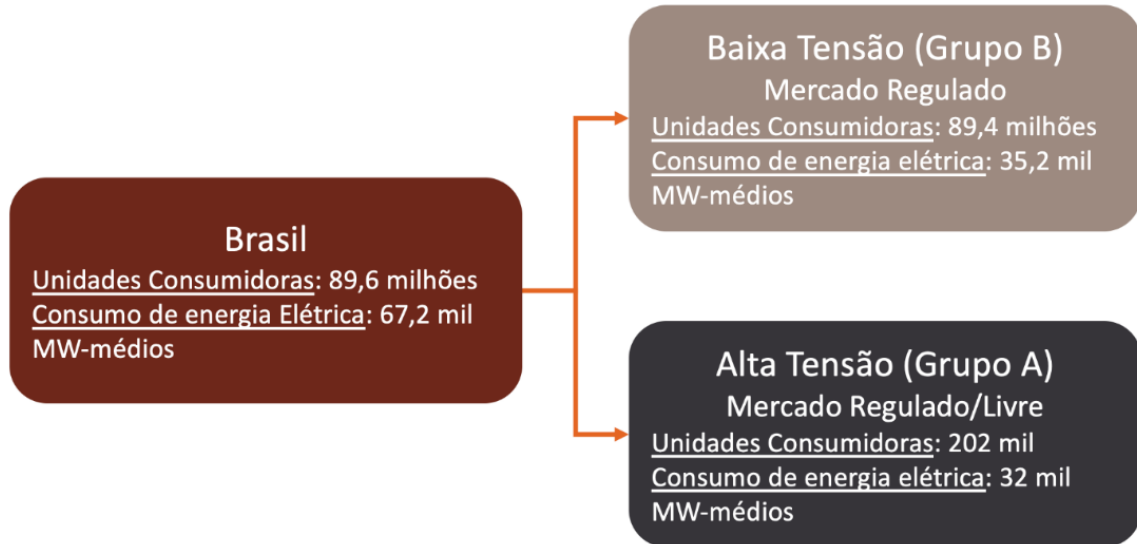 Brasil
Unidades Consumidoras: 89,6 milhões
Consumo de energia Elétrica: 67,2 mil
MW-médios
Baixa Tensão (Grupo B)
Mercado Regulado
Unidades Consumidoras: 89,4 milhões
Consumo de energia elétrica: 35,2 mil
MW-médios
Alta Tensão (Grupo A)
Mercado Regulado/Livre
Unidades Consumidoras: 202 mil
Consumo de energia elétrica: 32 mil
MW-médios